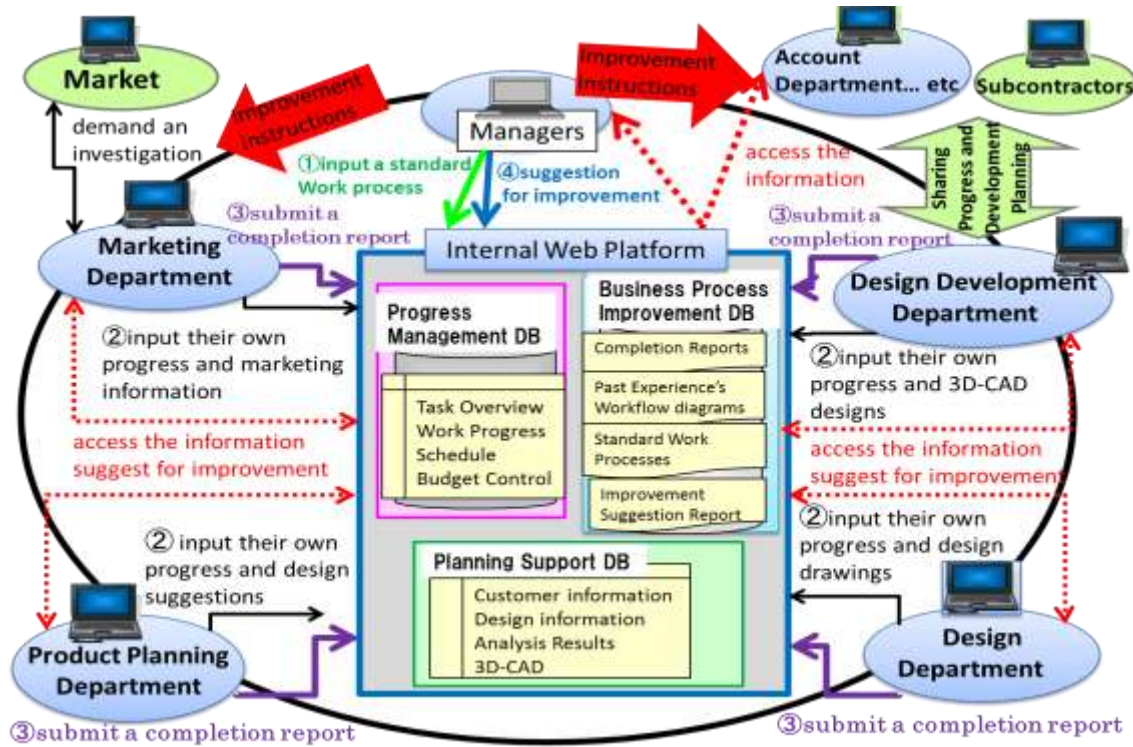 Market
demand an
investigation
Improvement
instructions
Managers
Improvement
instructions
Account
Department... etc
Subcontractors
①input a standard
Work process
④suggestion
for improvement
access the
information
Sharing
Progress and
Development
Planning
Marketing
Department
③submit a
completion report
Internal Web Platform
③submit a
completion report
Design Development
Department
②input their own
progress and marketing
information
Progress
Management DB
Task Overview
Work Progress
Schedule
Budget Control
Business Process
Improvement DB
Completion Reports
Past Experience's
Workflow diagrams
Standard Work
Processes
Improvement
Suggestion Report
②input their own
progress and 3D-CAD
designs
access the information
suggest for improvement
access the information
suggest for improvement
②input their own
progress and design
suggestions
Planning Support DB
Customer information
Design information
Analysis Results
3D-CAD
②input their own
progress and design
drawings
Product Planning
Department
Design
Department
③submit a completion report
③submit a completion report